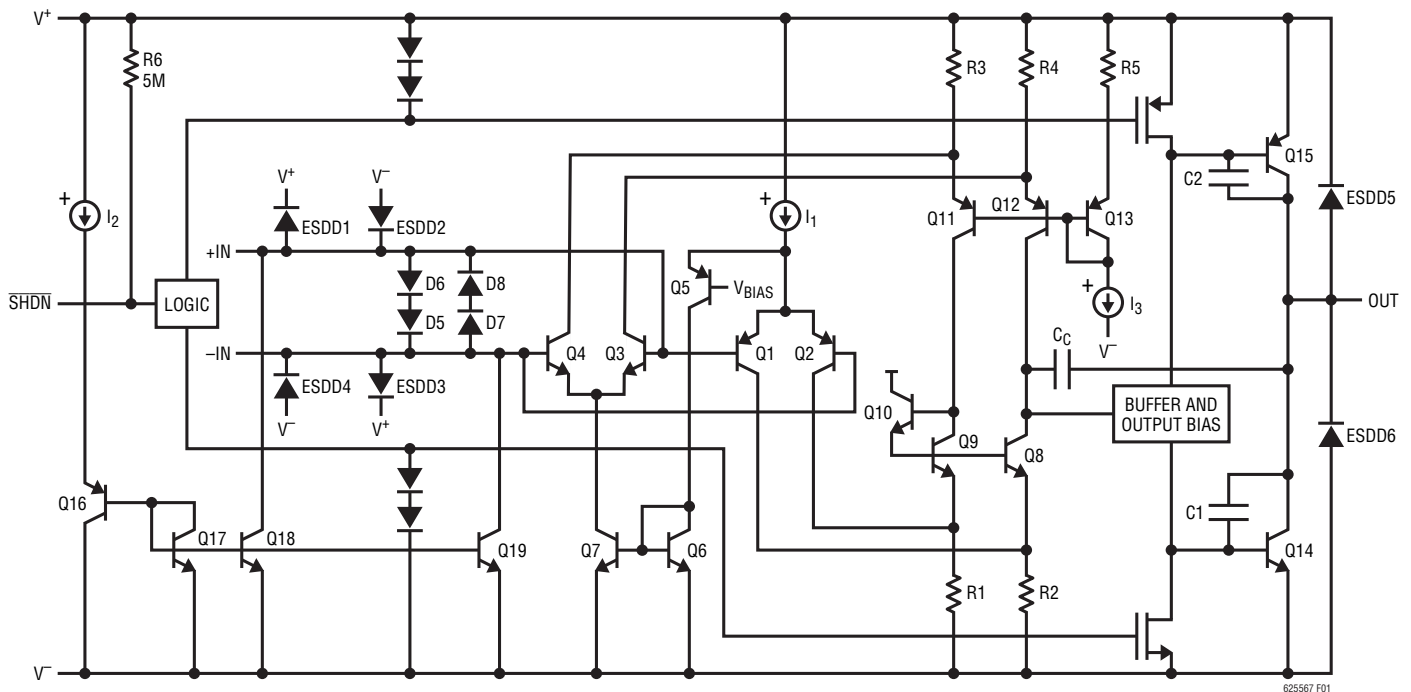 V+
R6
5M
R3
R4
R5
C2
Q15
V+
V−
+
I2
ESDD1
ESDD2
+
I1
Q11
Q12
Q13
ESDD5
+IN
D6
D8
Q5
VBIAS
+
I3
SHDN
LOGIC
D5
D7
OUT
−IN
Q4
Q3
Q1
Q2
CC
V−
ESDD4
ESDD3
V−
V+
Q10
BUFFER AND
OUTPUT BIAS
ESDD6
Q9
Q8
Q16
C1
Q17
Q18
Q19
Q7
Q6
Q14
R1
R2
V−
625567 F01